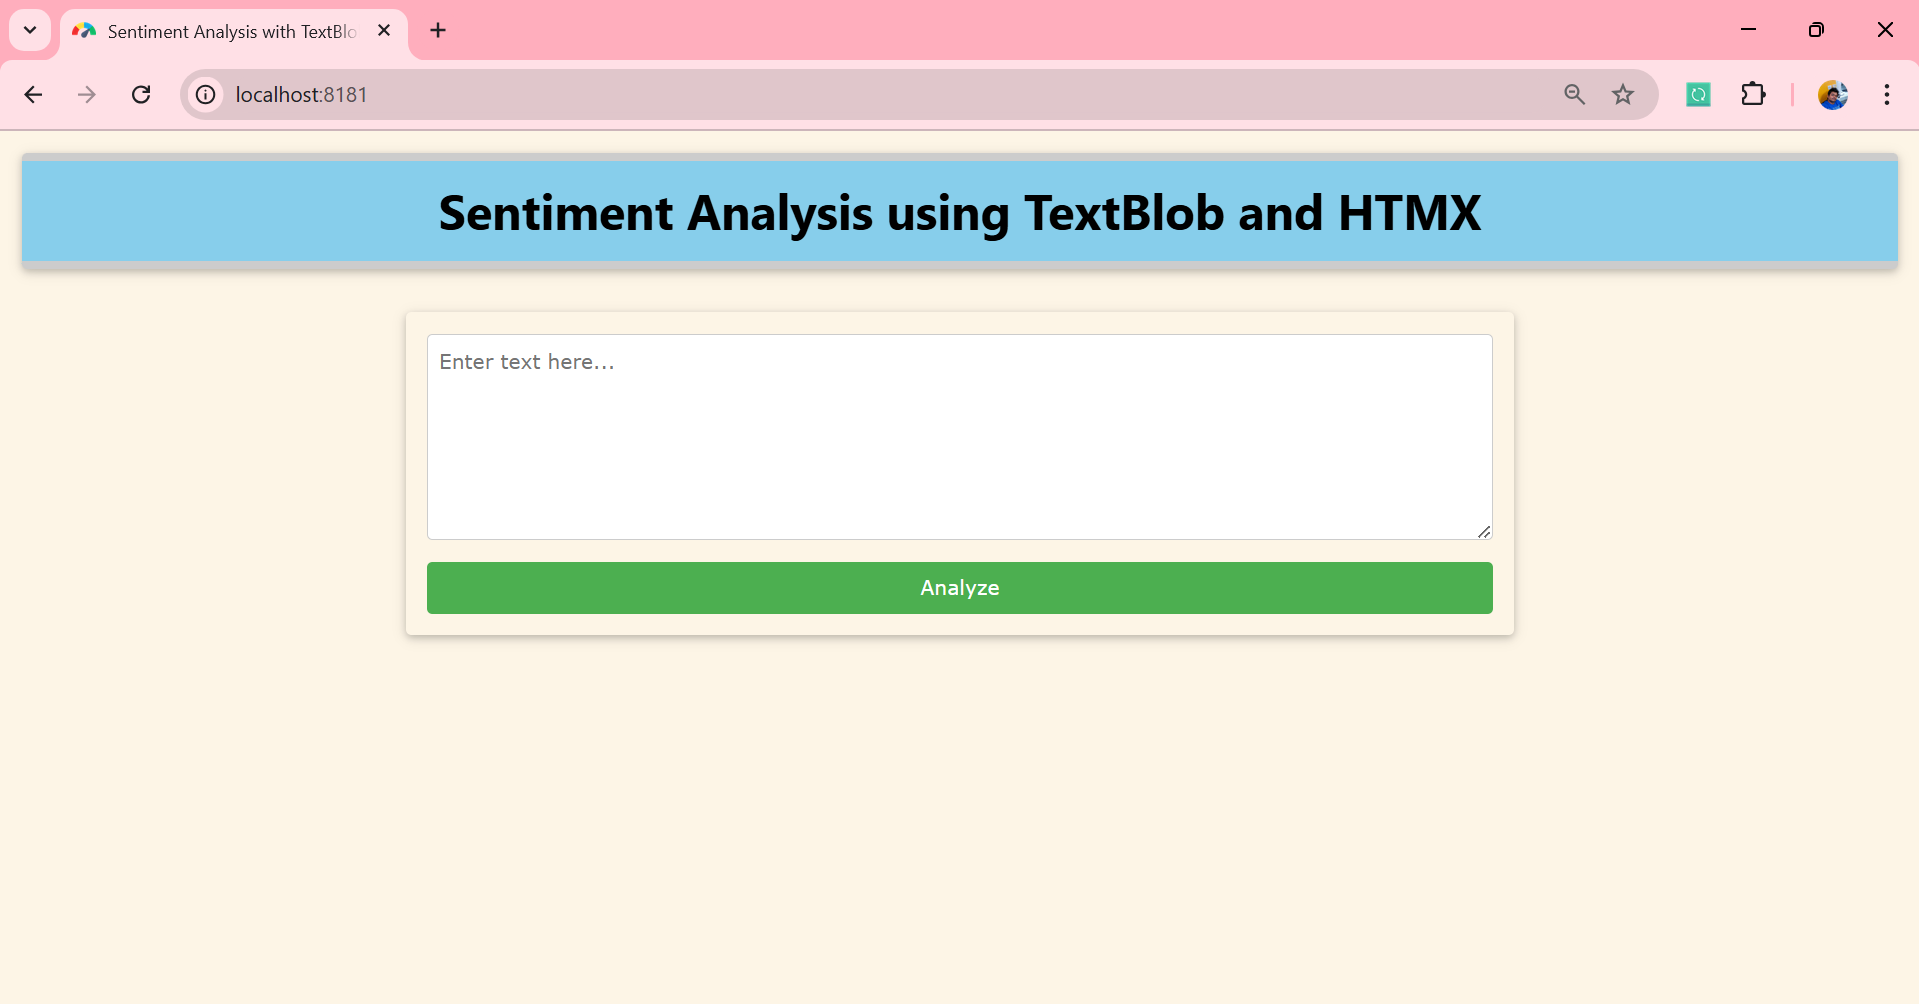 Sentiment Analysis with TextBlo
localhost:8181
Sentiment Analysis using TextBlob and HTMX
Enter text here...
Analyze